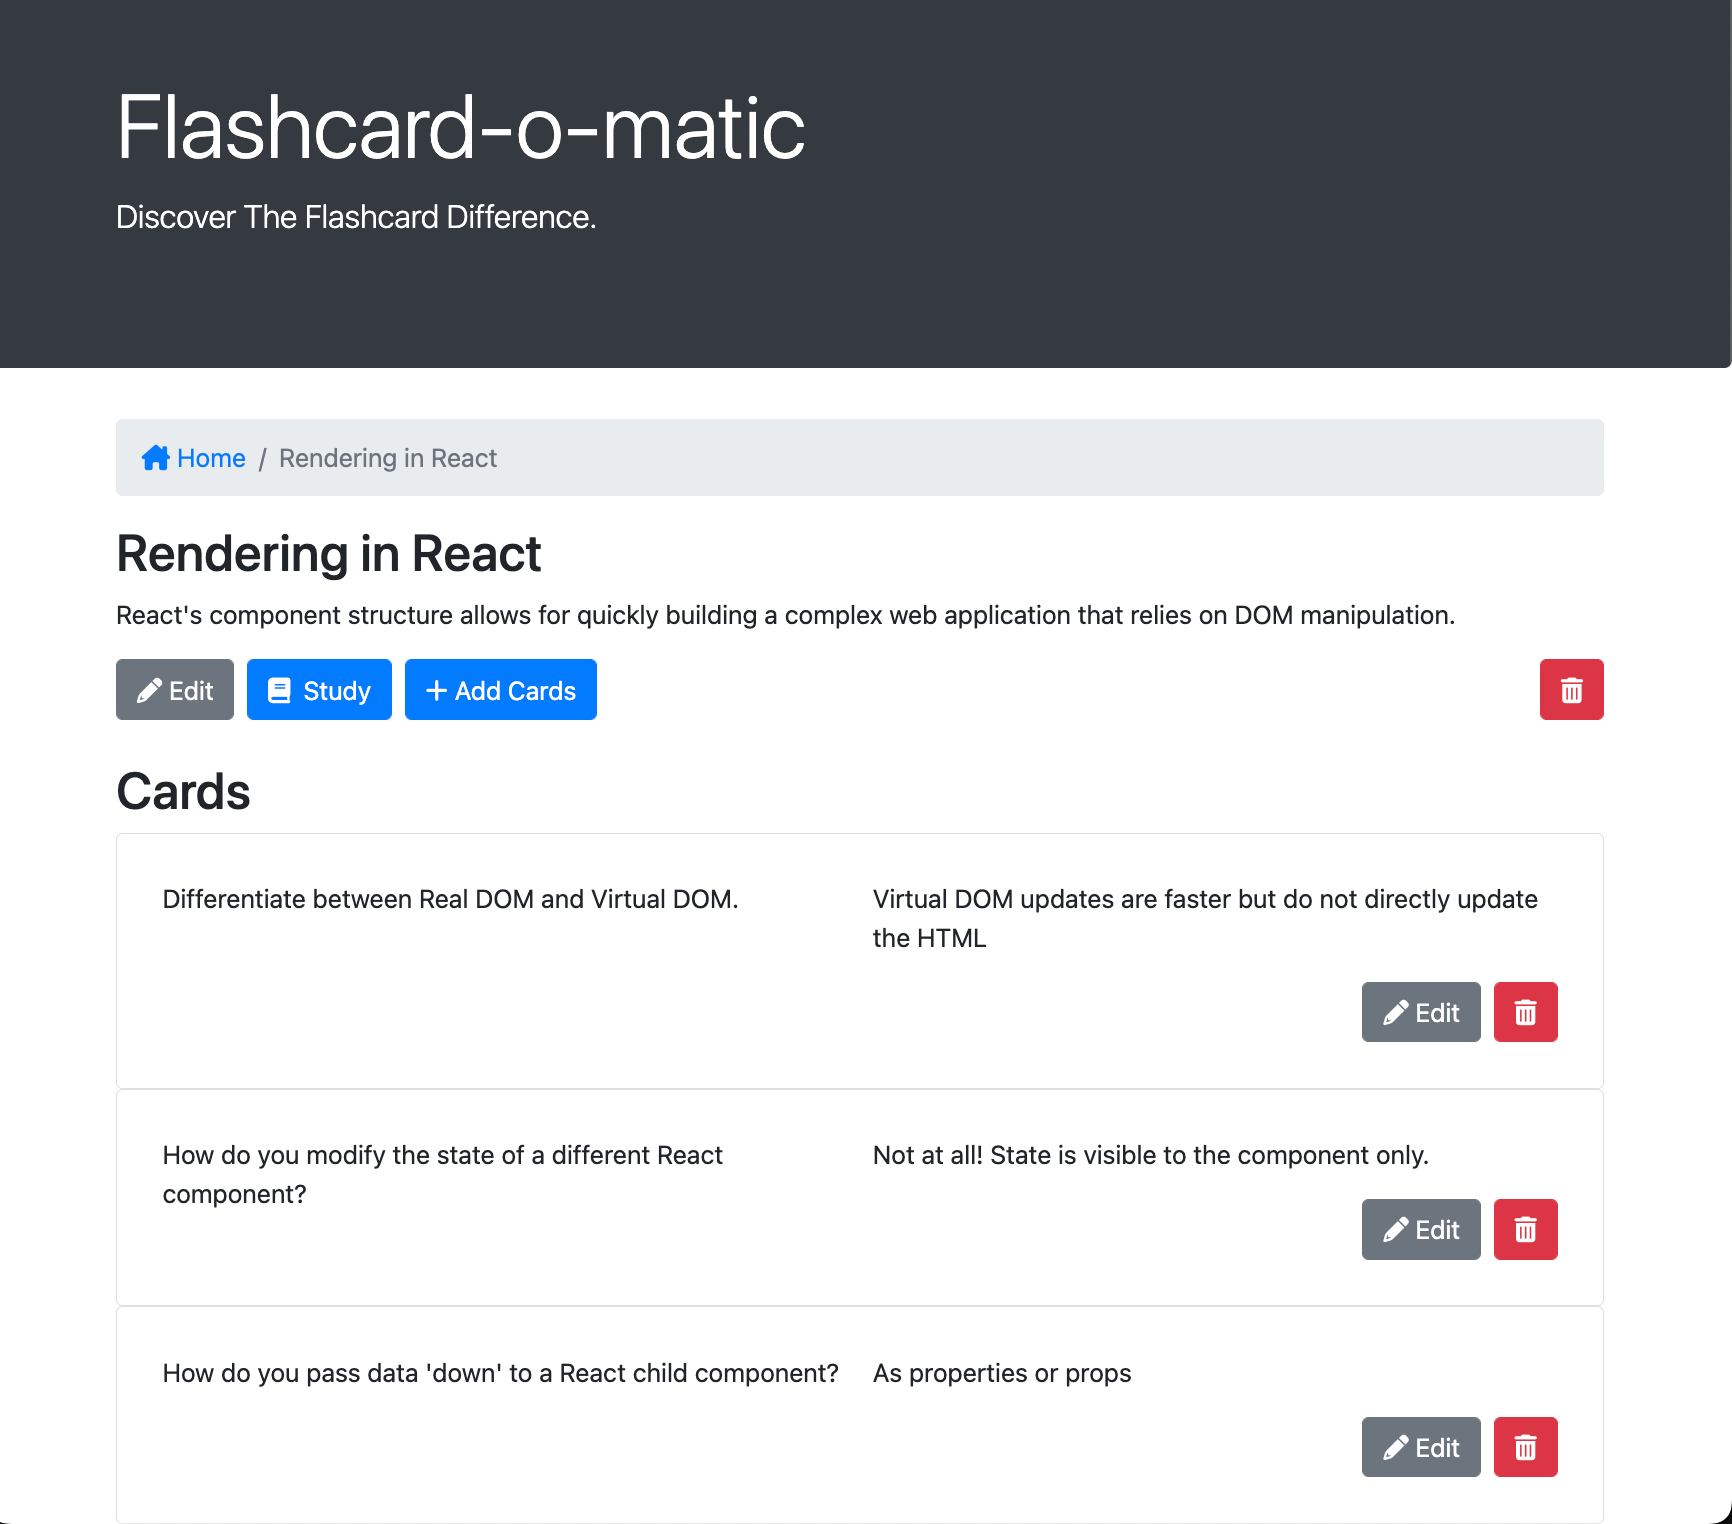 Flashcard-o-matic
Discover The Flashcard Difference.
Home / Rendering in React
Rendering in React
React's component structure allows for quickly building a complex web application that relies on DOM manipulation.
Edit Study + Add Cards
Cards
Differentiate between Real DOM and Virtual DOM.
Virtual DOM updates are faster but do not directly update
the HTML
Edit
How do you modify the state of a different React
component?
Not at all! State is visible to the component only.
Edit
How do you pass data 'down' to a React child component?
As properties or props
Edit